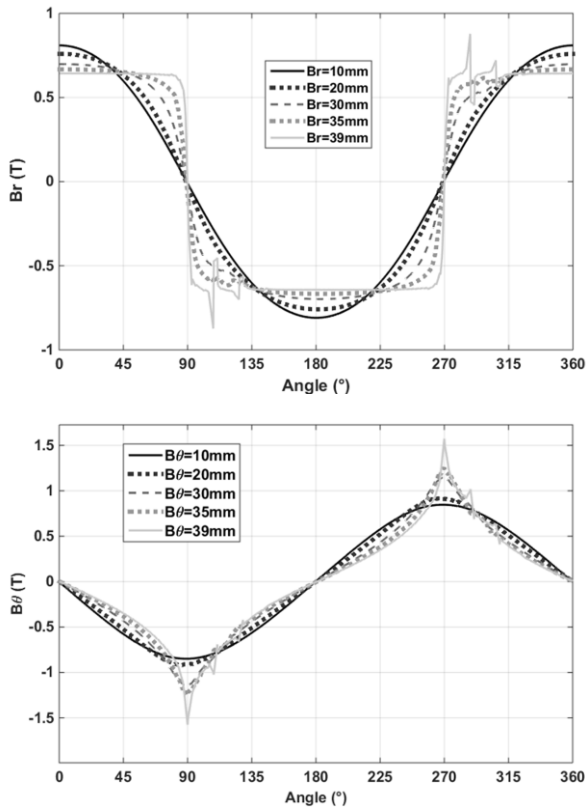 1
0.5
0
-0.5
-1
Br (T)
Br=10mm
Br=20mm
Br=30mm
Br=35mm
Br=39mm
0 45 90 135 180 225 270 315 360
Angle (°)
1.5
1
0.5
0
-0.5
-1
-1.5
Bθ (T)
Bθ=10mm
Bθ=20mm
Bθ=30mm
Bθ=35mm
Bθ=39mm
0 45 90 135 180 225 270 315 360
Angle (°)